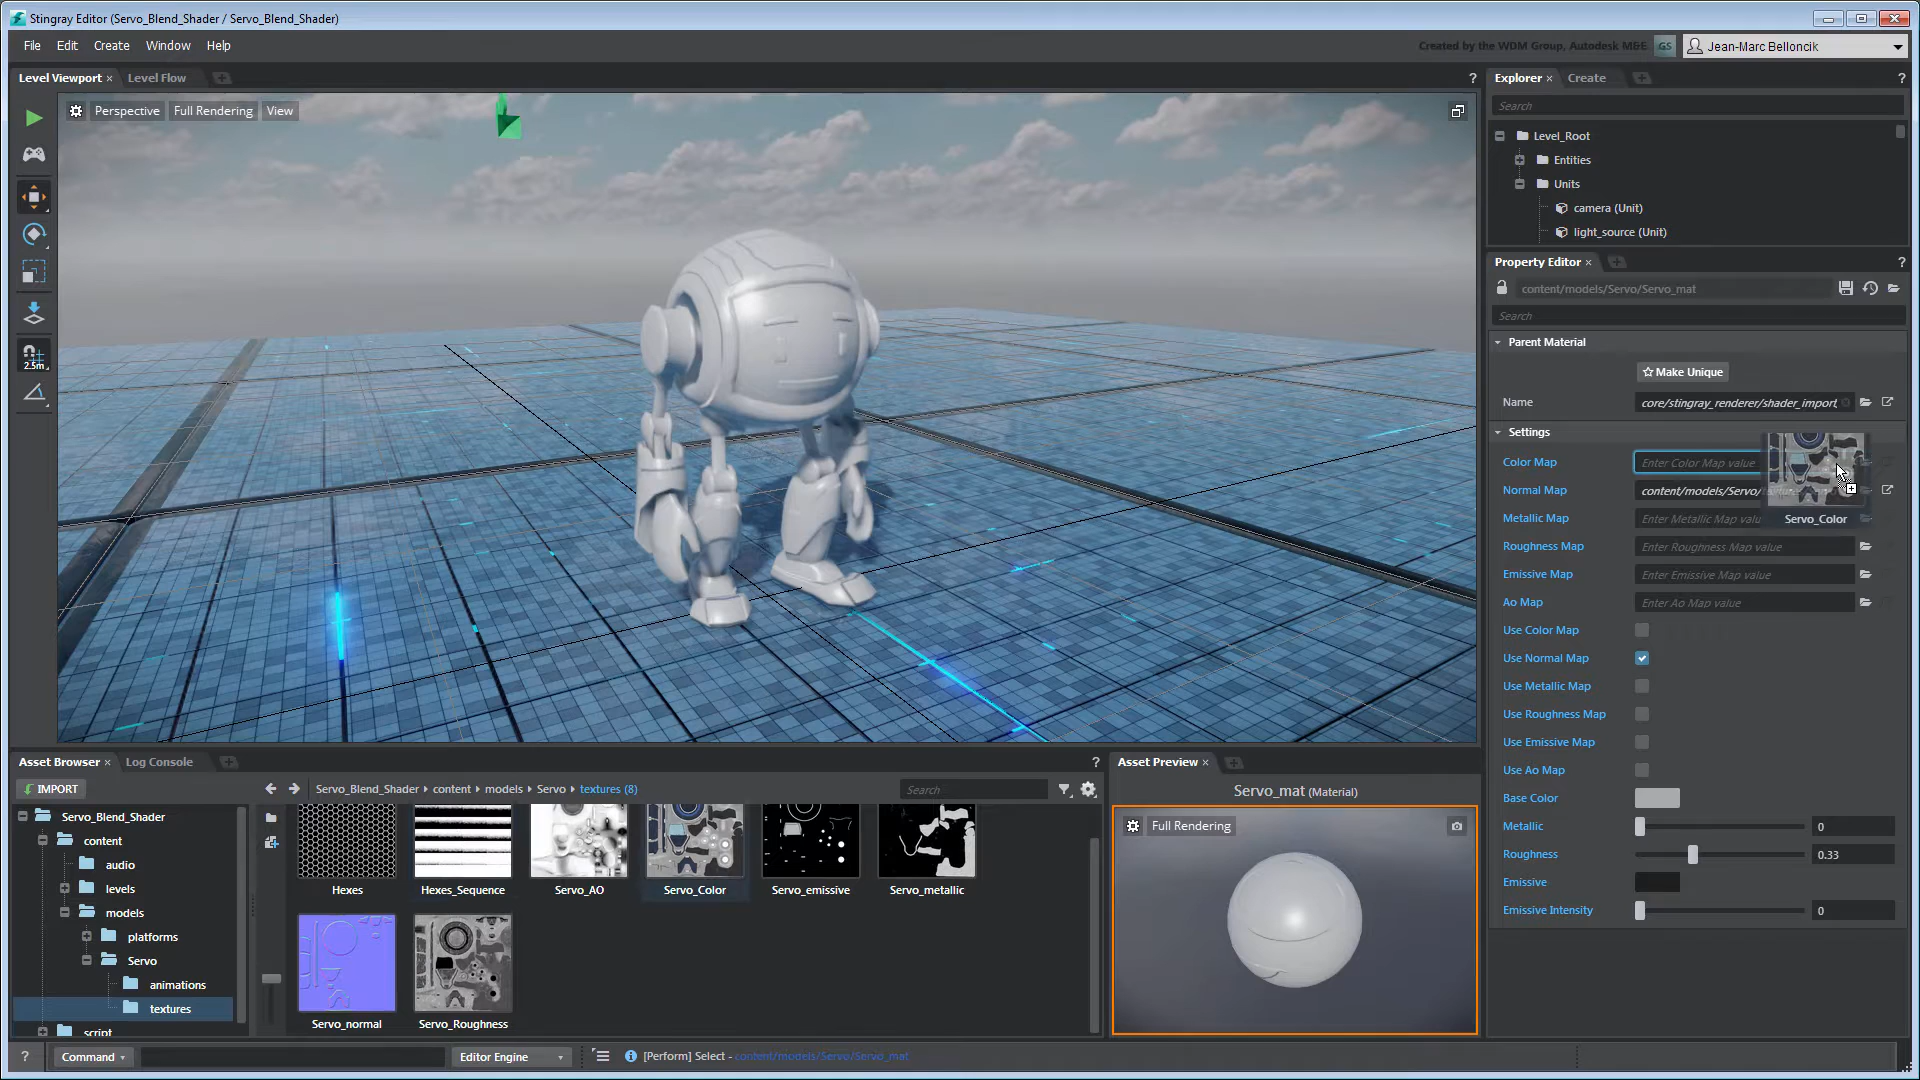 Stingray Editor (Servo_Blend_Shader / Servo_Blend_Shader)
File Edit Create Window Help
Created by the WDM Group, Autodesk M&E
GS
Jean-Marc Belloncik
Level Viewport Level Flow
?
Perspective Full Rendering View
2.5m
Explorer Create
?
Search
Level_Root
Entities
Units
camera (Unit)
light_source (Unit)
Property Editor
?
content/models/Servo/Servo_mat
Search
Parent Material
Make Unique
Name core/stingray_renderer/shader_import
Settings
Color Map Enter Color Map value
Normal Map content/models/Servo/
Metallic Map Enter Metallic Map valu
Servo_Color
Roughness Map Enter Roughness Map value
Emissive Map Enter Emissive Map value
Ao Map Enter Ao Map value
Use Color Map
Use Normal Map
Use Metallic Map
Use Roughness Map
Use Emissive Map
Use Ao Map
Base Color
Metallic 0
Roughness 0.33
Emissive
Emissive Intensity 0
Asset Browser Log Console
?
IMPORT
Servo_Blend_Shader content models Servo textures (8)
Search
Servo_Blend_Shader
content
audio
levels
models
platforms
Servo
animations
textures
script
Hexes
Hexes_Sequence
Servo_AO
Servo_Color
Servo_emissive
Servo_metallic
Servo_normal
Servo_Roughness
Asset Preview
Servo_mat (Material)
Full Rendering
?
Command
Editor Engine
[Perform] Select - content/models/Servo/Servo_mat